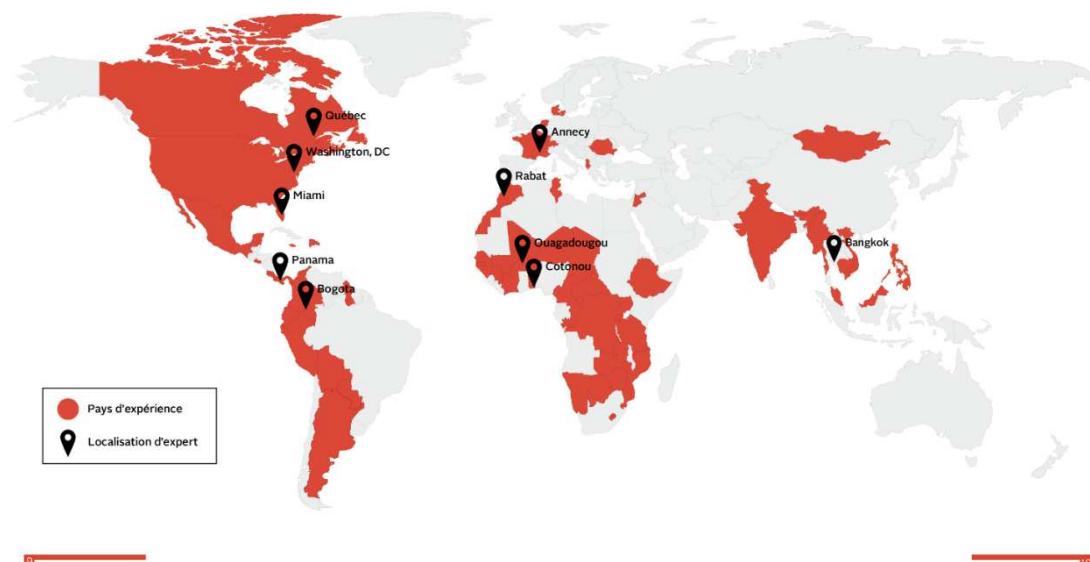 Québec
Annecy
Washington, DC
Rabat
Miami
Ouagadougou
Bangkok
Panama
Cotonou
Bogota
Pays d'expérience
Localisation d'expert